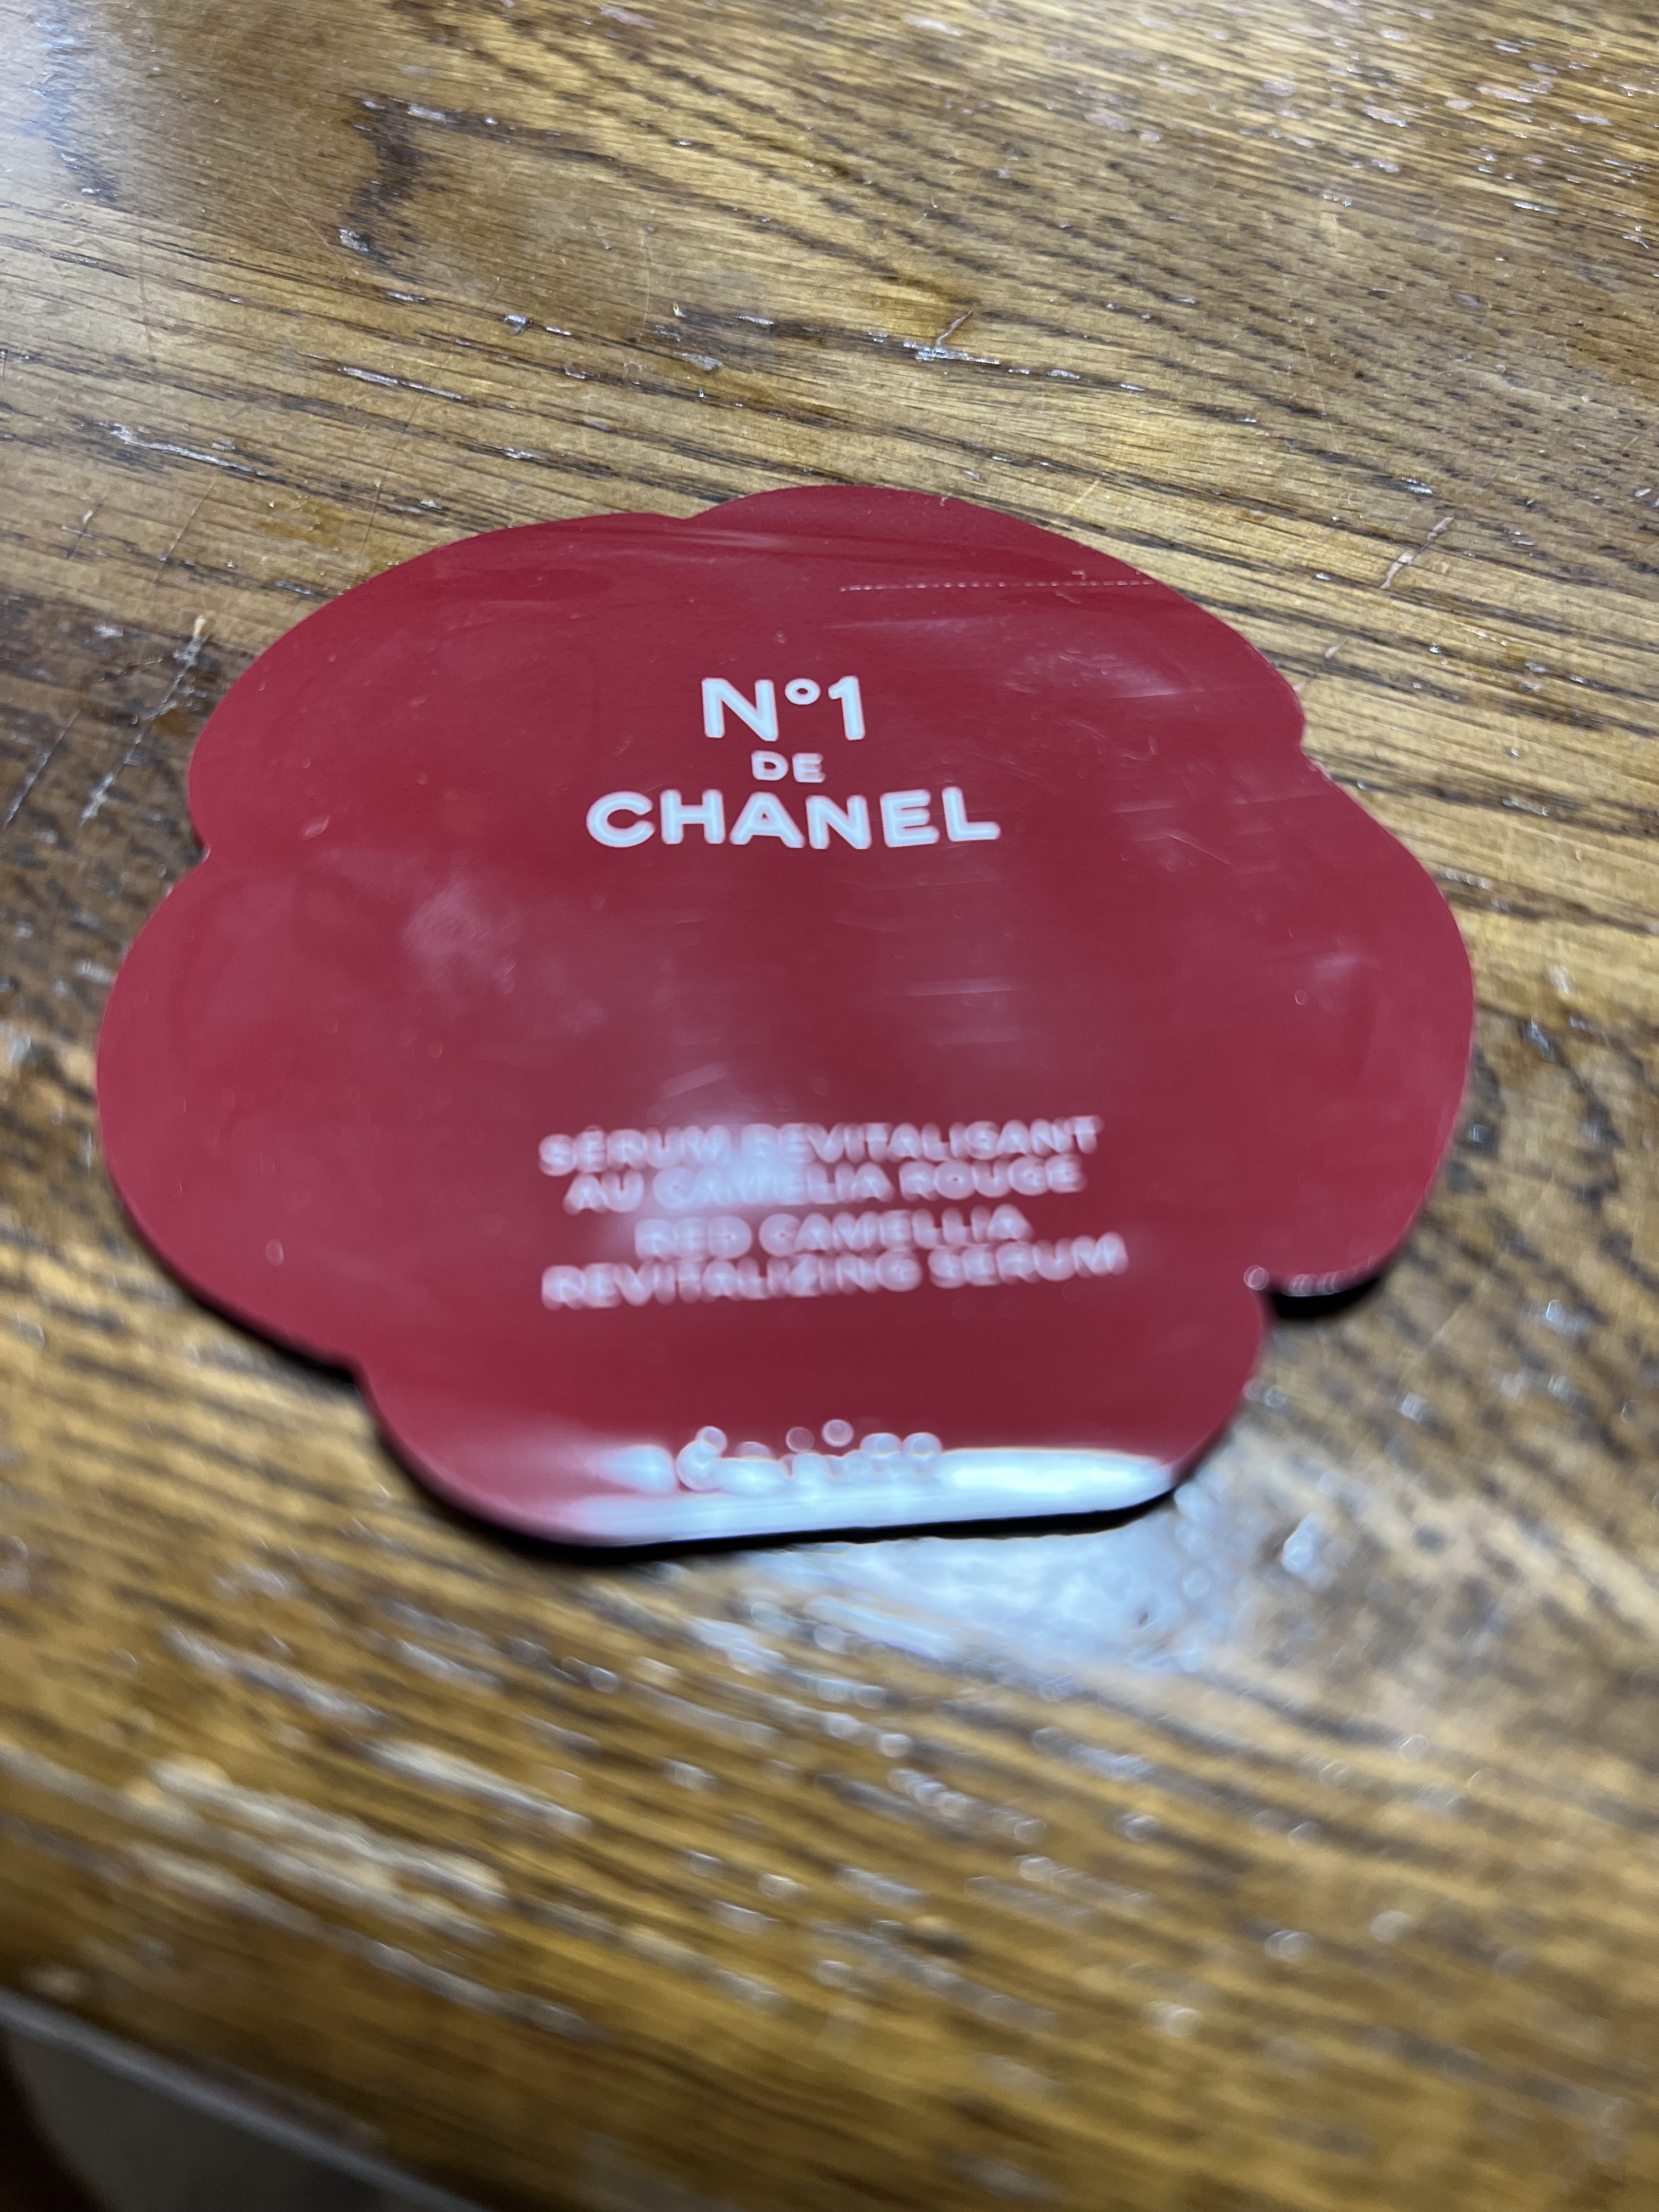 N°1
DE
CHANEL
SÉRUM REVITALISANT
AU CAMÉLIA ROUGE
RED CAMELLIA
REVITALIZING SERUM